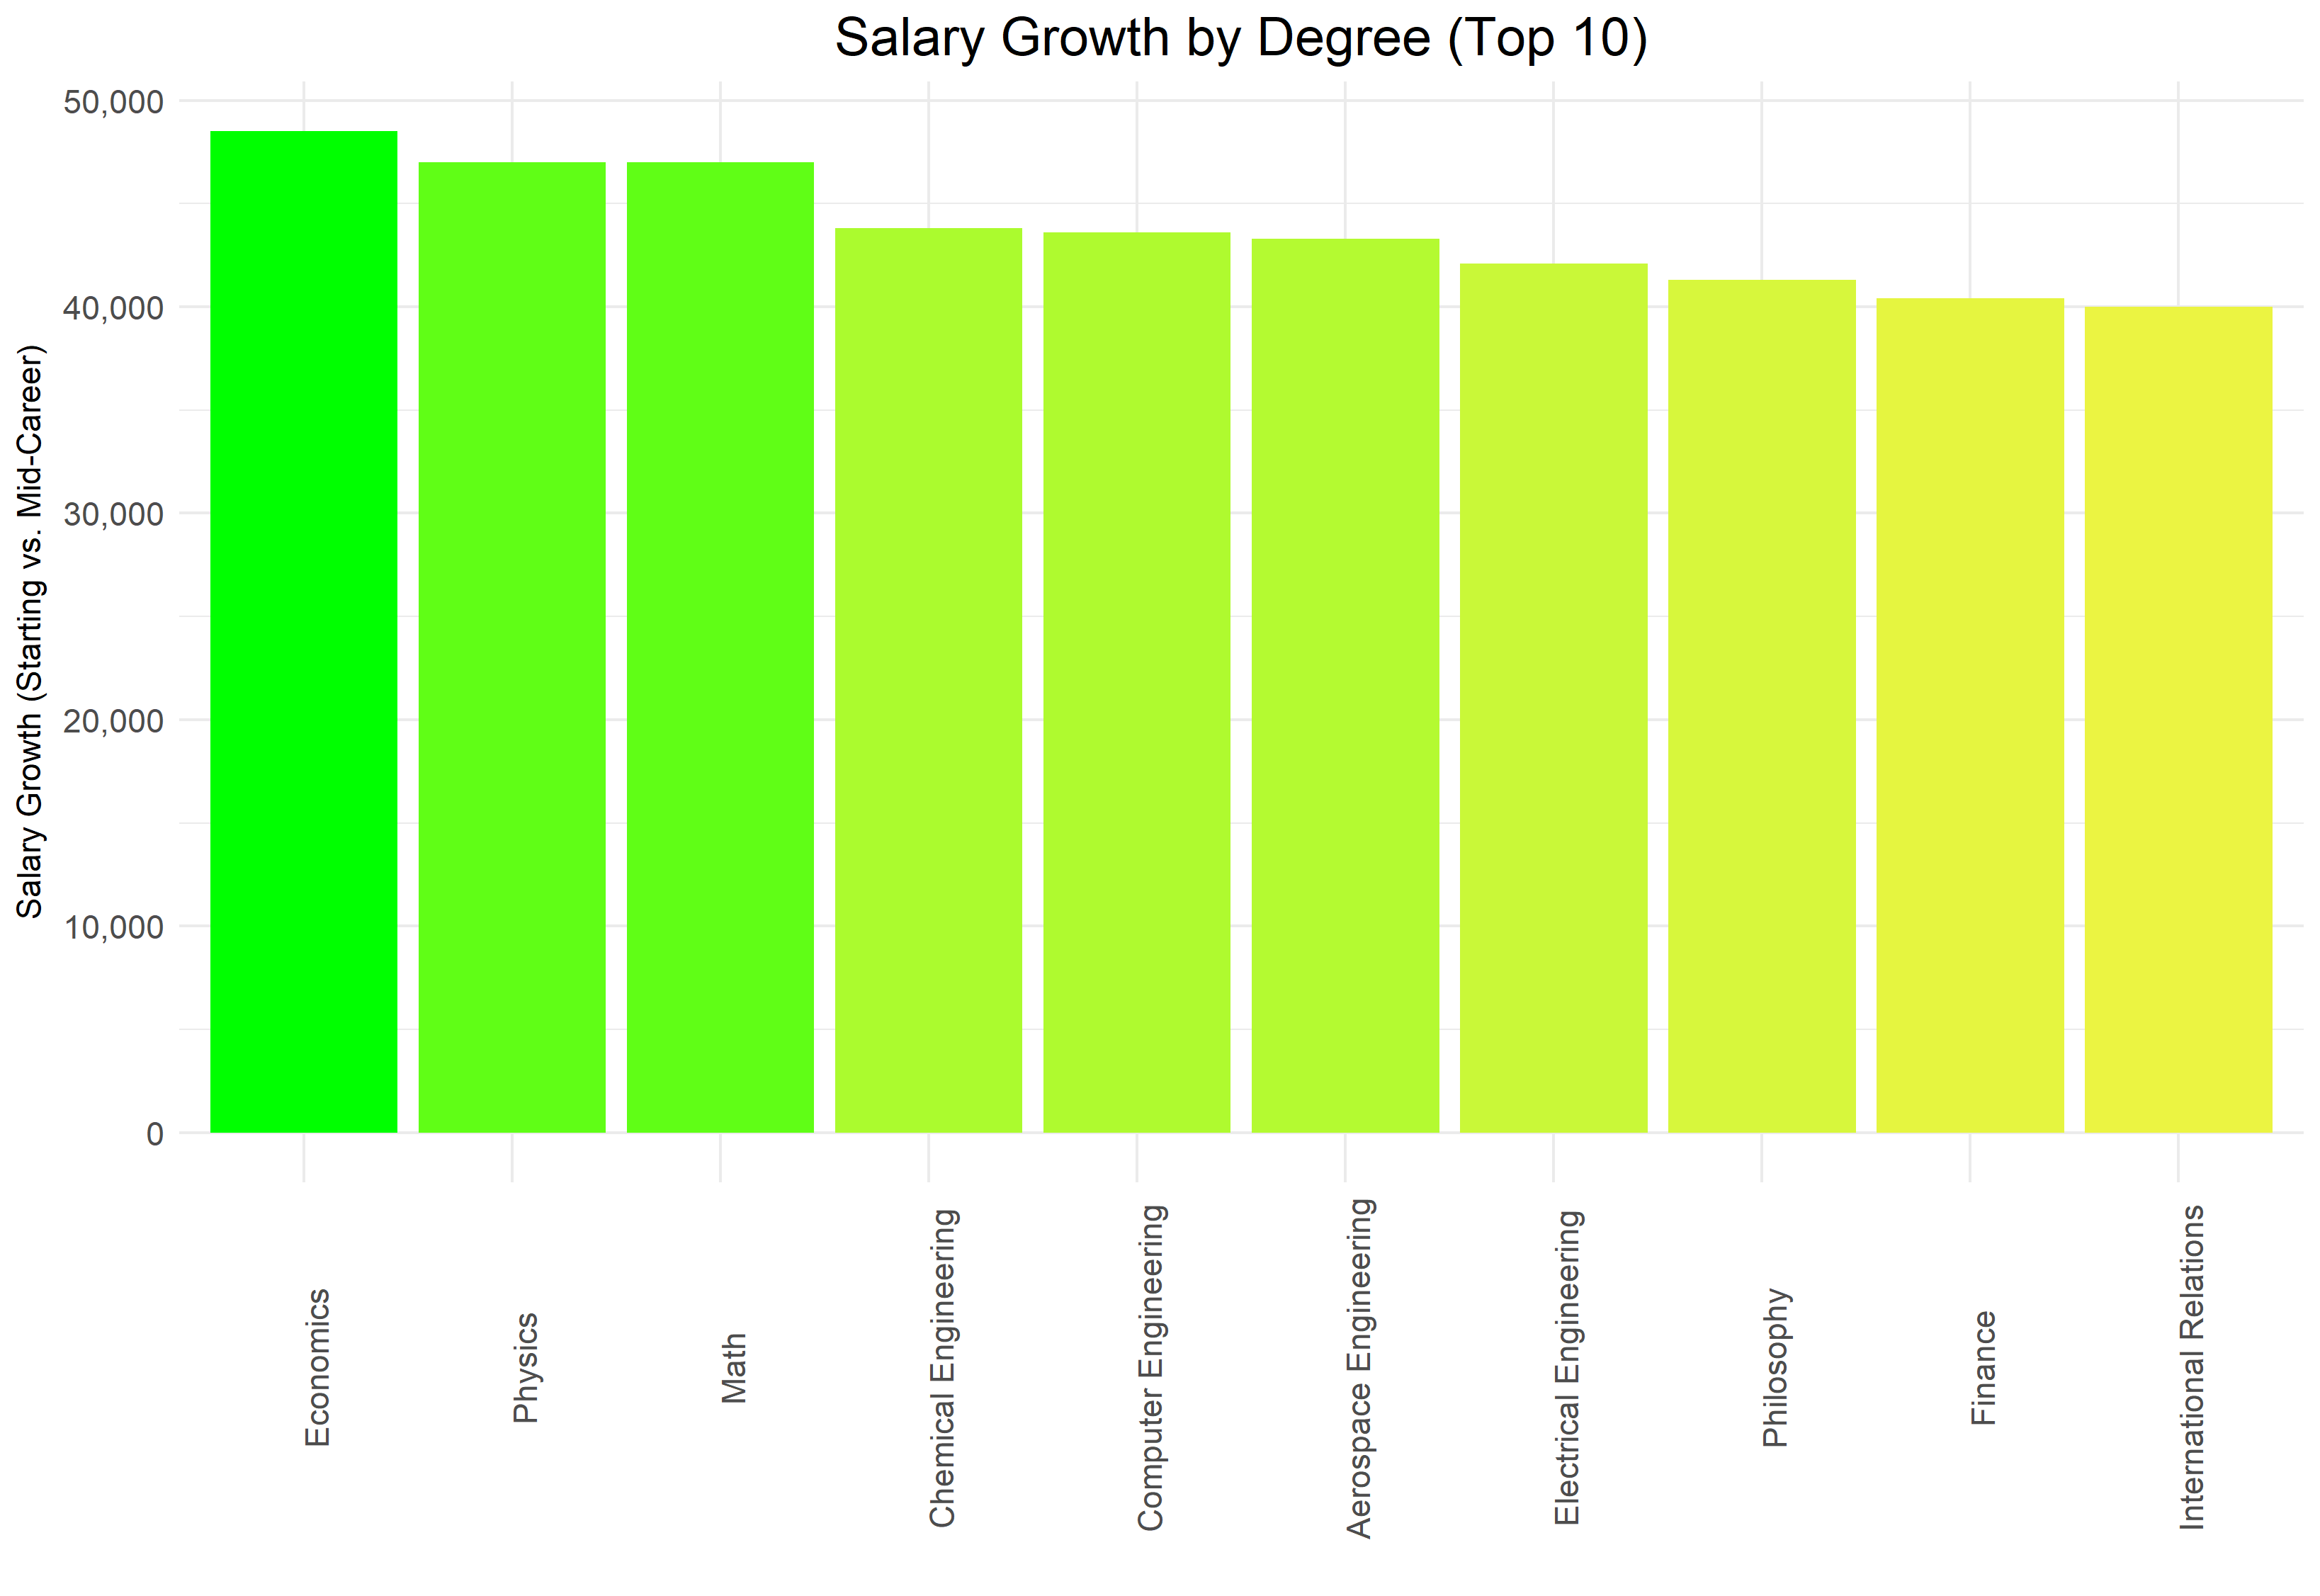 Salary Growth by Degree (Top 10)
Salary Growth (Starting vs. Mid-Career)
50,000
40,000
30,000
20,000
10,000
0
Economics
Physics
Math
Chemical Engineering
Computer Engineering
Aerospace Engineering
Electrical Engineering
Philosophy
Finance
International Relations